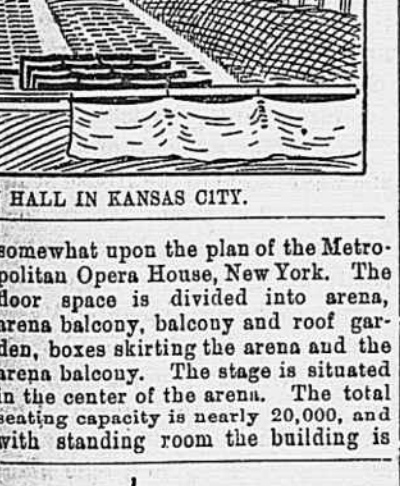 HALL IN KANSAS CITY.
somewhat upon the plan of the Metro-
politan Opera House, New York. The
floor space is divided into arena,
arena balcony, balcony and roof gar-
den, boxes skirting the arena and the
arena balcony. The stage is situated
in the center of the arena. The total
seating capacity is nearly 20,000, and
with standing room the building is